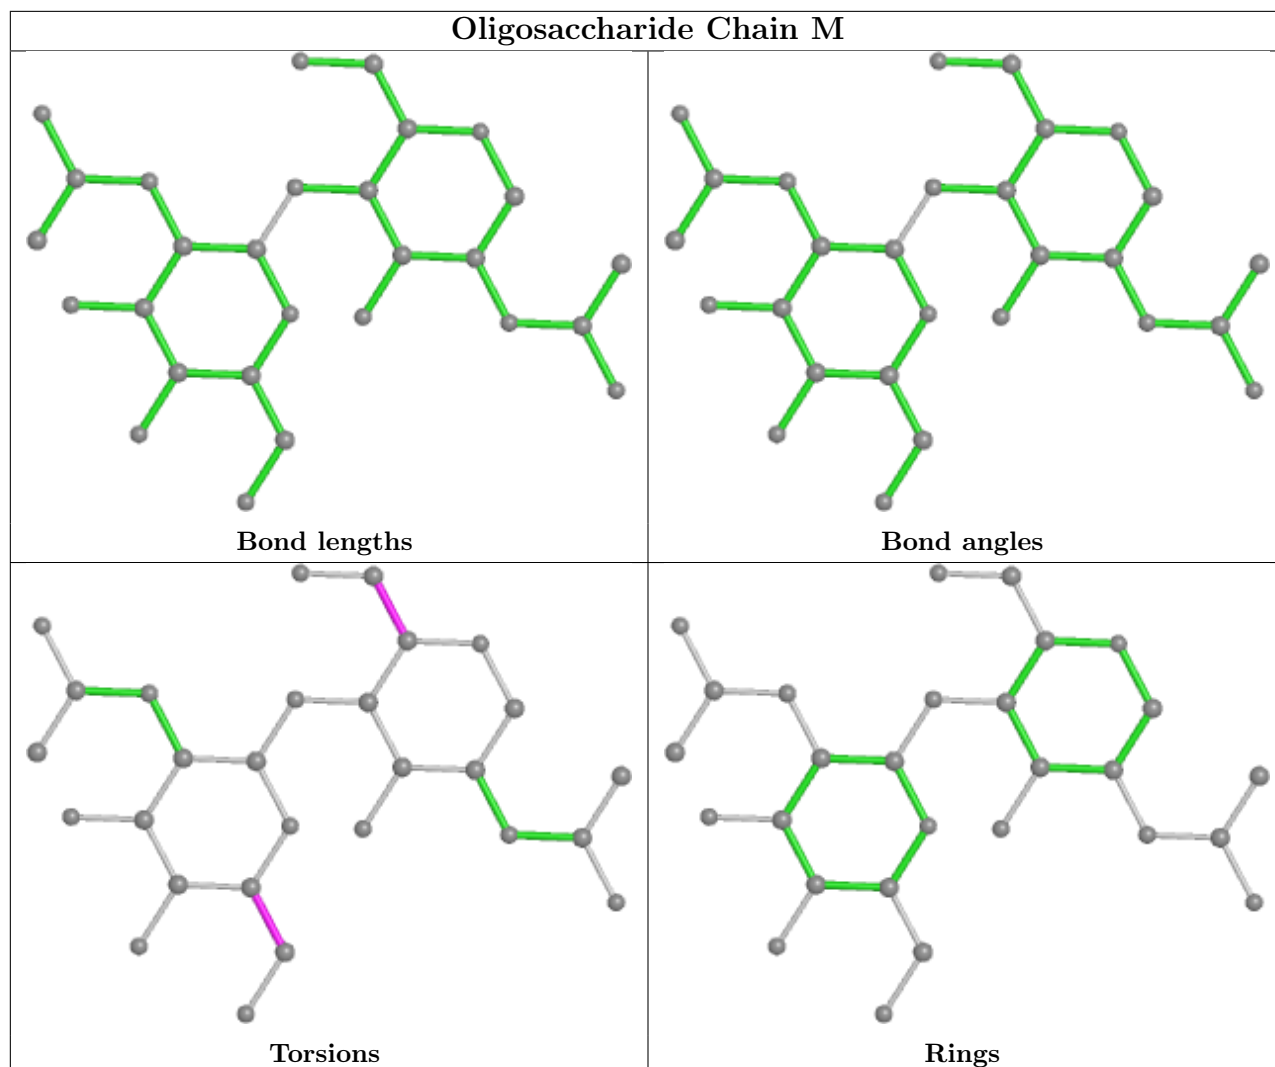 Oligosaccharide Chain M
Bond lengths
Bond angles
Torsions
Rings